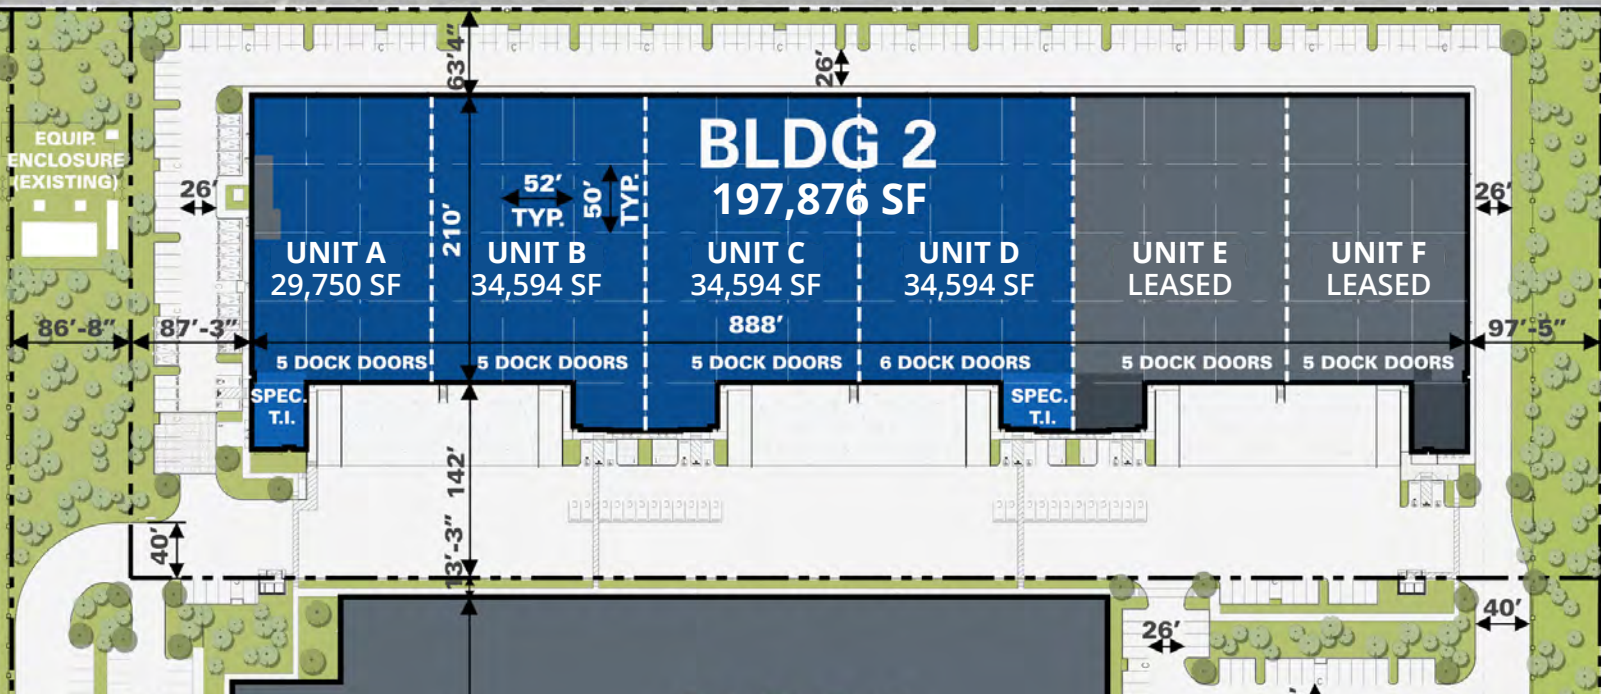 63'4"
26'
BLDG 2
197,876 SF
EQUIP.
ENCLOSURE
(EXISTING)
26'
52'
TYP.
50'
TYP.
210'
26'
UNIT A
29,750 SF
UNIT B
34,594 SF
UNIT C
34,594 SF
UNIT D
34,594 SF
UNIT E
LEASED
UNIT F
LEASED
86'-8"
87'-3"
888'
97'-5"
5 DOCK DOORS
5 DOCK DOORS
5 DOCK DOORS
6 DOCK DOORS
5 DOCK DOORS
5 DOCK DOORS
SPEC.
T.I.
SPEC.
T.I.
142'
40'
13'-3"
26'
40'